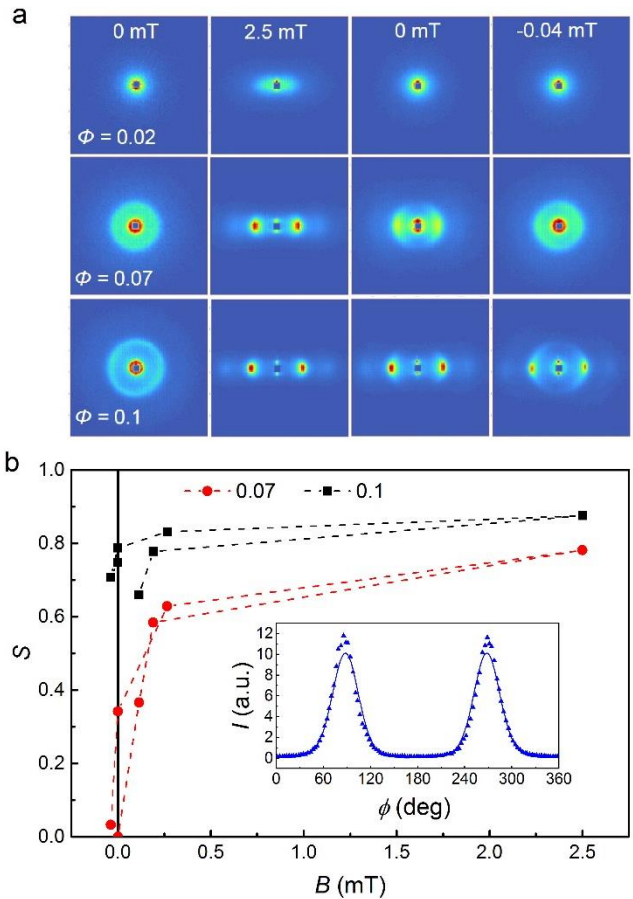 a
0 mT 2.5 mT 0 mT -0.04 mT
Φ = 0.02
Φ = 0.07
Φ = 0.1
b
S
1.0
0.8
0.6
0.4
0.2
0.0
0.07 0.1
I (a.u.)
12
10
8
6
4
2
0
0 60 120 180 240 300 360
ϕ (deg)
0.0 0.5 1.0 1.5 2.0 2.5
B (mT)